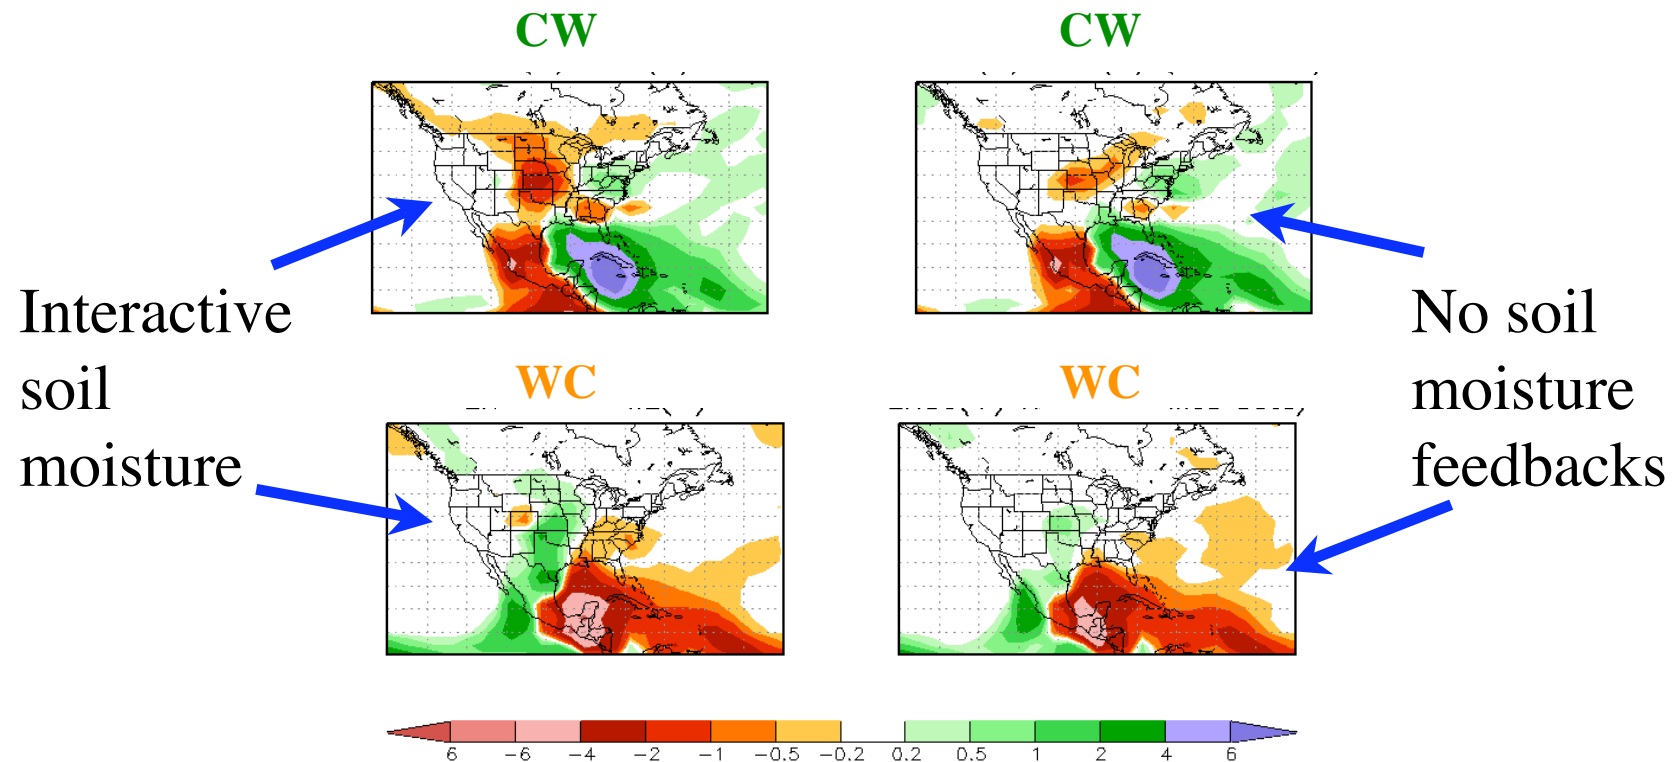 CW
CW
Interactive
soil
moisture
No soil
moisture
feedbacks
WC
WC
6 −6 −4 −2 −1 −0.5 −0.2 0.2 0.5 1 2 4 6